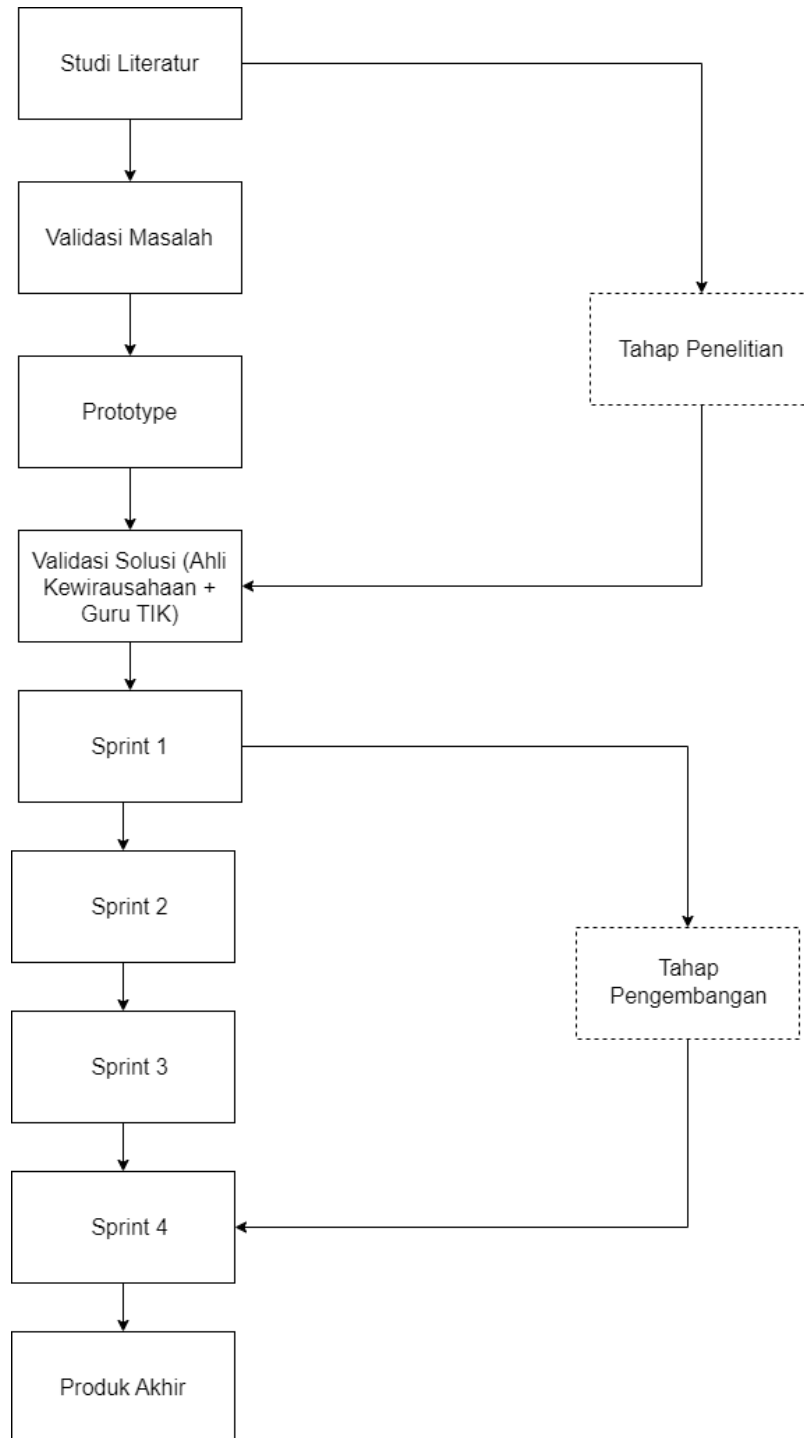 Studi Literatur
Validasi Masalah
Tahap Penelitian
Prototype
Validasi Solusi (Ahli
Kewirausahaan +
Guru TIK)
Sprint 1
Sprint 2
Tahap
Pengembangan
Sprint 3
Sprint 4
Produk Akhir